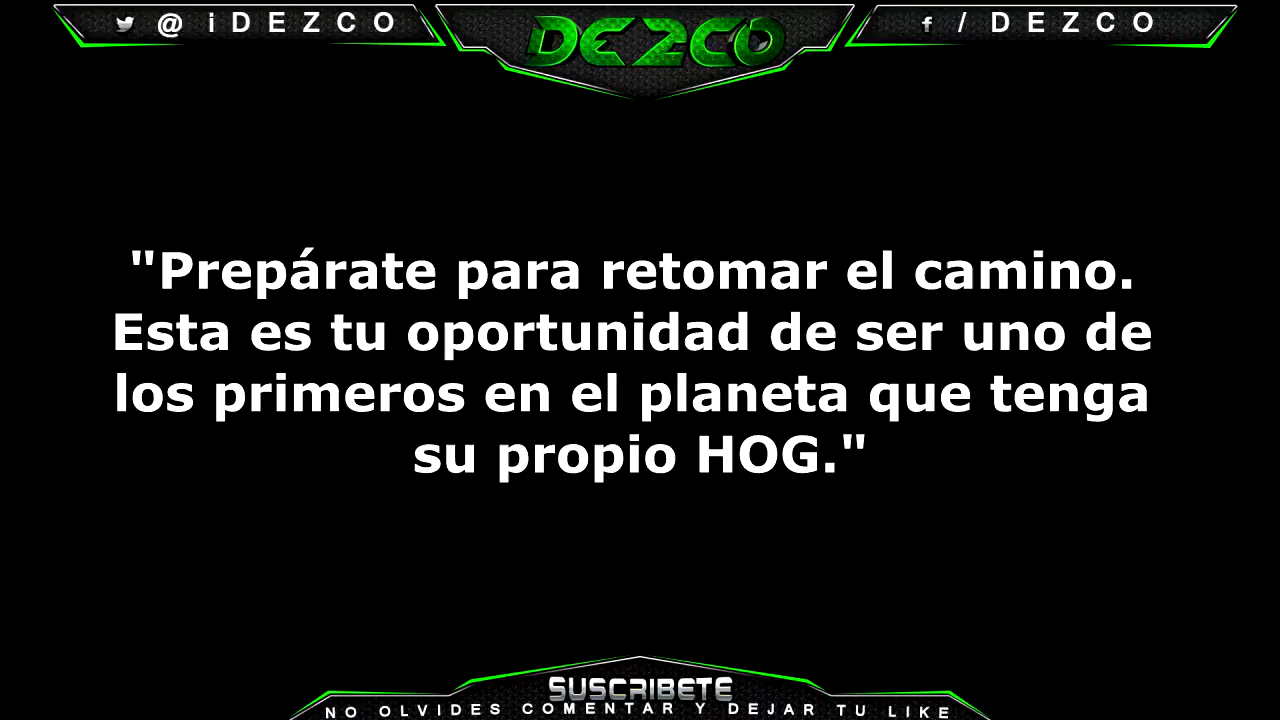 @iDEZCO
DEZCO
f / DEZCO
"Prepárate para retomar el camino.
Esta es tu oportunidad de ser uno de
los primeros en el planeta que tenga
su propio HOG."
SUSCRIBETE
NO OLVIDES COMENTAR Y DEJAR TU LIKE